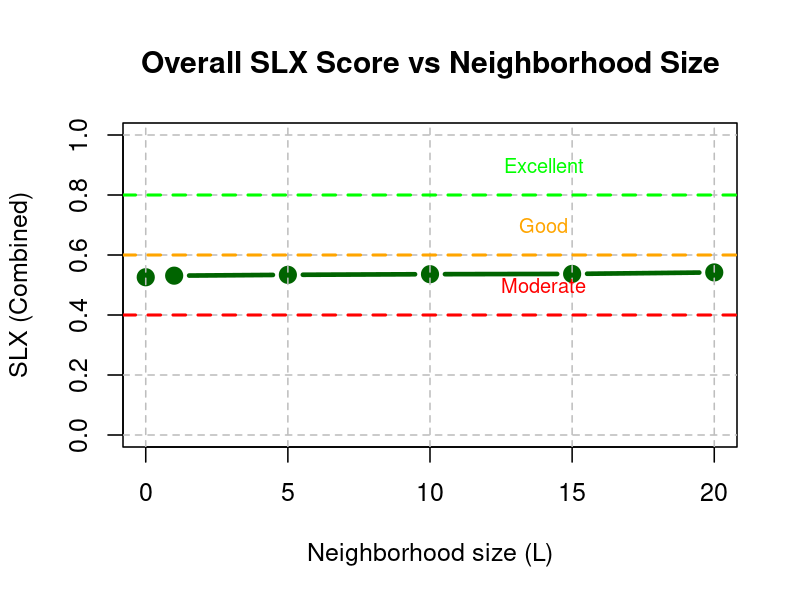 Overall SLX Score vs Neighborhood Size
SLX (Combined)
1.0
0.8
0.6
0.4
0.2
0.0
Excellent
Good
Moderate
0 5 10 15 20
Neighborhood size (L)